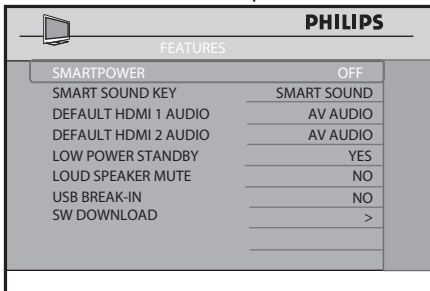 PHILIPS
FEATURES
SMARTPOWER OFF
SMART SOUND KEY SMART SOUND
DEFAULT HDMI 1 AUDIO AV AUDIO
DEFAULT HDMI 2 AUDIO AV AUDIO
LOW POWER STANDBY YES
LOUD SPEAKER MUTE NO
USB BREAK-IN NO
SW DOWNLOAD >